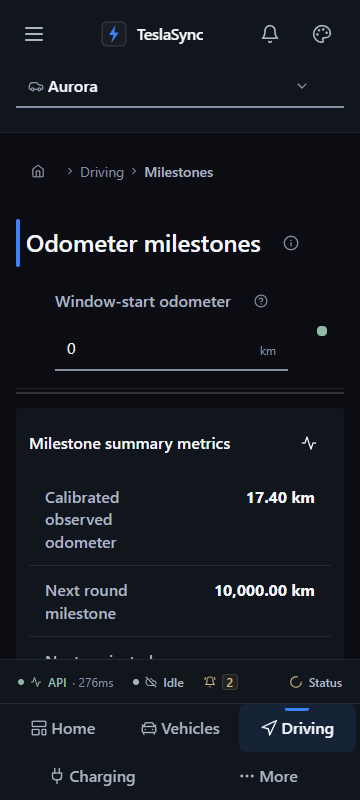 TeslaSync
Aurora
Driving
Milestones
Odometer milestones
Window-start odometer
0 km
Milestone summary metrics
Calibrated observed odometer
17.40 km
Next round milestone
10,000.00 km
API · 276ms
Idle
2
Status
Home
Vehicles
Driving
Charging
More